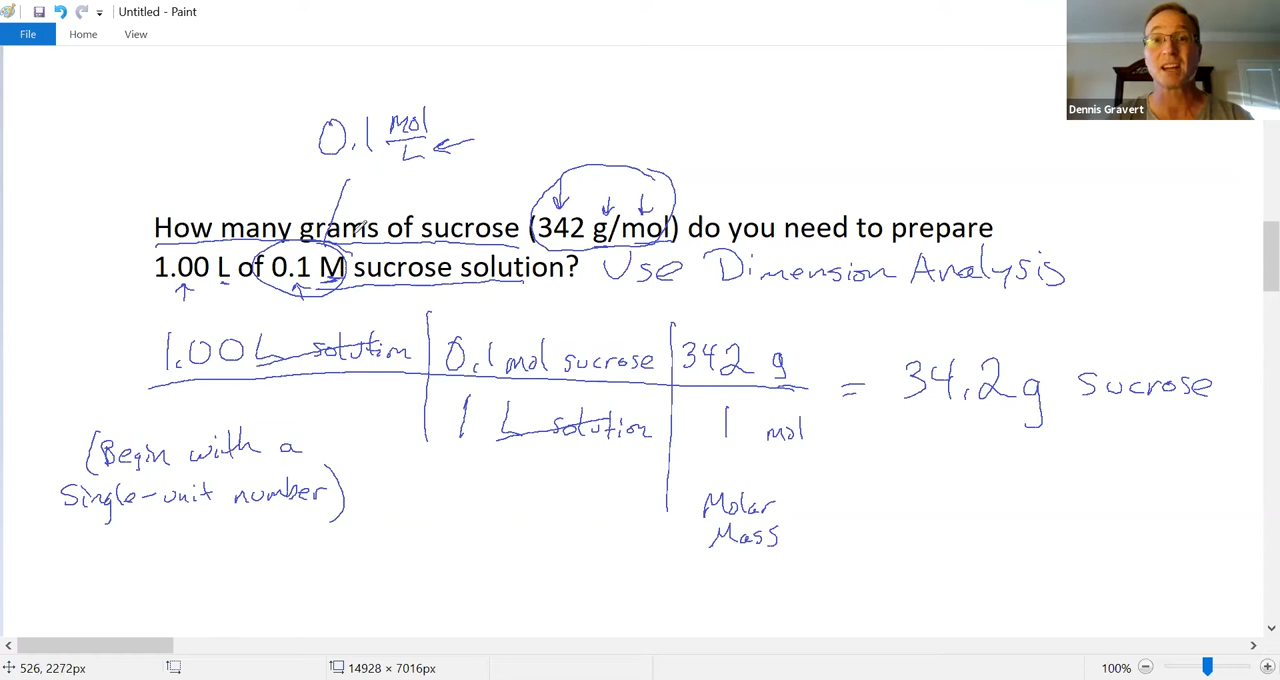 Untitled - Paint
File Home View
Dennis Gravert
0.1 mol
L
How many grams of sucrose (342 g/mol) do you need to prepare
1.00 L of 0.1 M sucrose solution? Use Dimension Analysis
1.00 L solution 0.1 mol sucrose 342 g
= 34.2g sucrose
1 L solution 1 mol
(Begin with a
Single-unit number)
Molar
Mass
526, 2272px 14928 × 7016px 100%